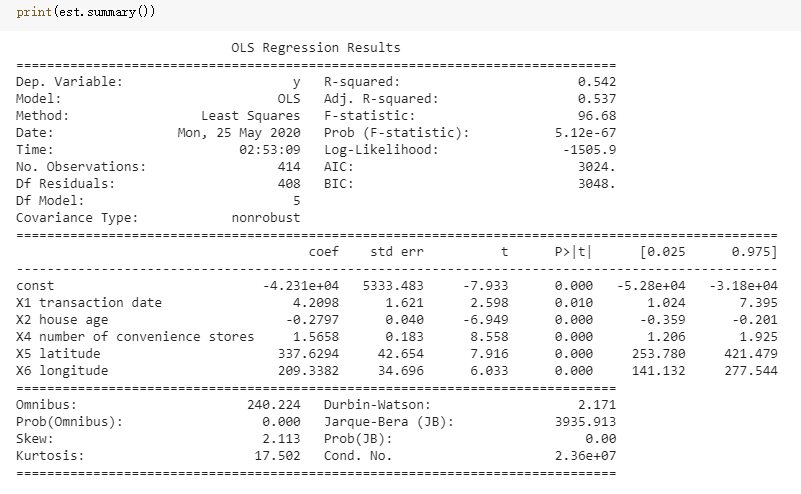 print(est.summary())
OLS Regression Results
==============================================================================
Dep. Variable: y R-squared: 0.542
Model: OLS Adj. R-squared: 0.537
Method: Least Squares F-statistic: 96.68
Date: Mon, 25 May 2020 Prob (F-statistic): 5.12e-67
Time: 02:53:09 Log-Likelihood: -1505.9
No. Observations: 414 AIC: 3024.
Df Residuals: 408 BIC: 3048.
Df Model: 5
Covariance Type: nonrobust
==========================================================================================
coef std err t P>|t| [0.025 0.975]
------------------------------------------------------------------------------------------
const -4.231e+04 5333.483 -7.933 0.000 -5.28e+04 -3.18e+04
X1 transaction date 4.2098 1.621 2.598 0.010 1.024 7.395
X2 house age -0.2797 0.040 -6.949 0.000 -0.359 -0.201
X4 number of convenience stores 1.5658 0.183 8.558 0.000 1.206 1.925
X5 latitude 337.6294 42.654 7.916 0.000 253.780 421.479
X6 longitude 209.3382 34.696 6.033 0.000 141.132 277.544
==============================================================================
Omnibus: 240.224 Durbin-Watson: 2.171
Prob(Omnibus): 0.000 Jarque-Bera (JB): 3935.913
Skew: 2.113 Prob(JB): 0.00
Kurtosis: 17.502 Cond. No. 2.36e+07
==============================================================================